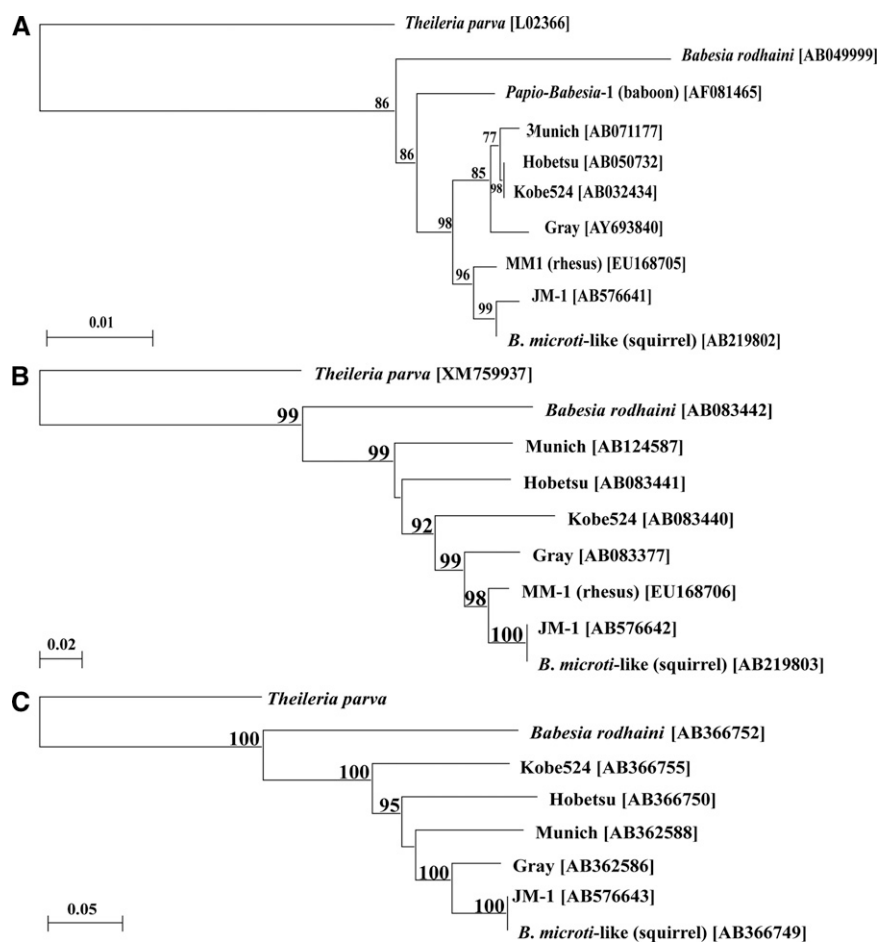 A
Theileria parva [L02366]
Babesia rodhaini [AB049999]
86
Papio-Babesia-1 (baboon) [AF081465]
86
3Munich [AB071177]
77
Hobetsu [AB050732]
85
98
Kobe524 [AB032434]
98
Gray [AY693840]
MM1 (rhesus) [EU168705]
96
JM-1 [AB576641]
99
0.01
B. microti-like (squirrel) [AB219802]
B
Theileria parva [XM759937]
99
Babesia rodhaini [AB083442]
99
Munich [AB124587]
Hobetsu [AB083441]
92
Kobe524 [AB083440]
99
Gray [AB083377]
98
MM-1 (rhesus) [EU168706]
100
JM-1 [AB576642]
0.02
B. microti-like (squirrel) [AB219803]
C
Theileria parva
100
Babesia rodhaini [AB366752]
100
Kobe524 [AB366755]
95
Hobetsu [AB366750]
Munich [AB362588]
100
Gray [AB362586]
JM-1 [AB576643]
100
0.05
B. microti-like (squirrel) [AB366749]